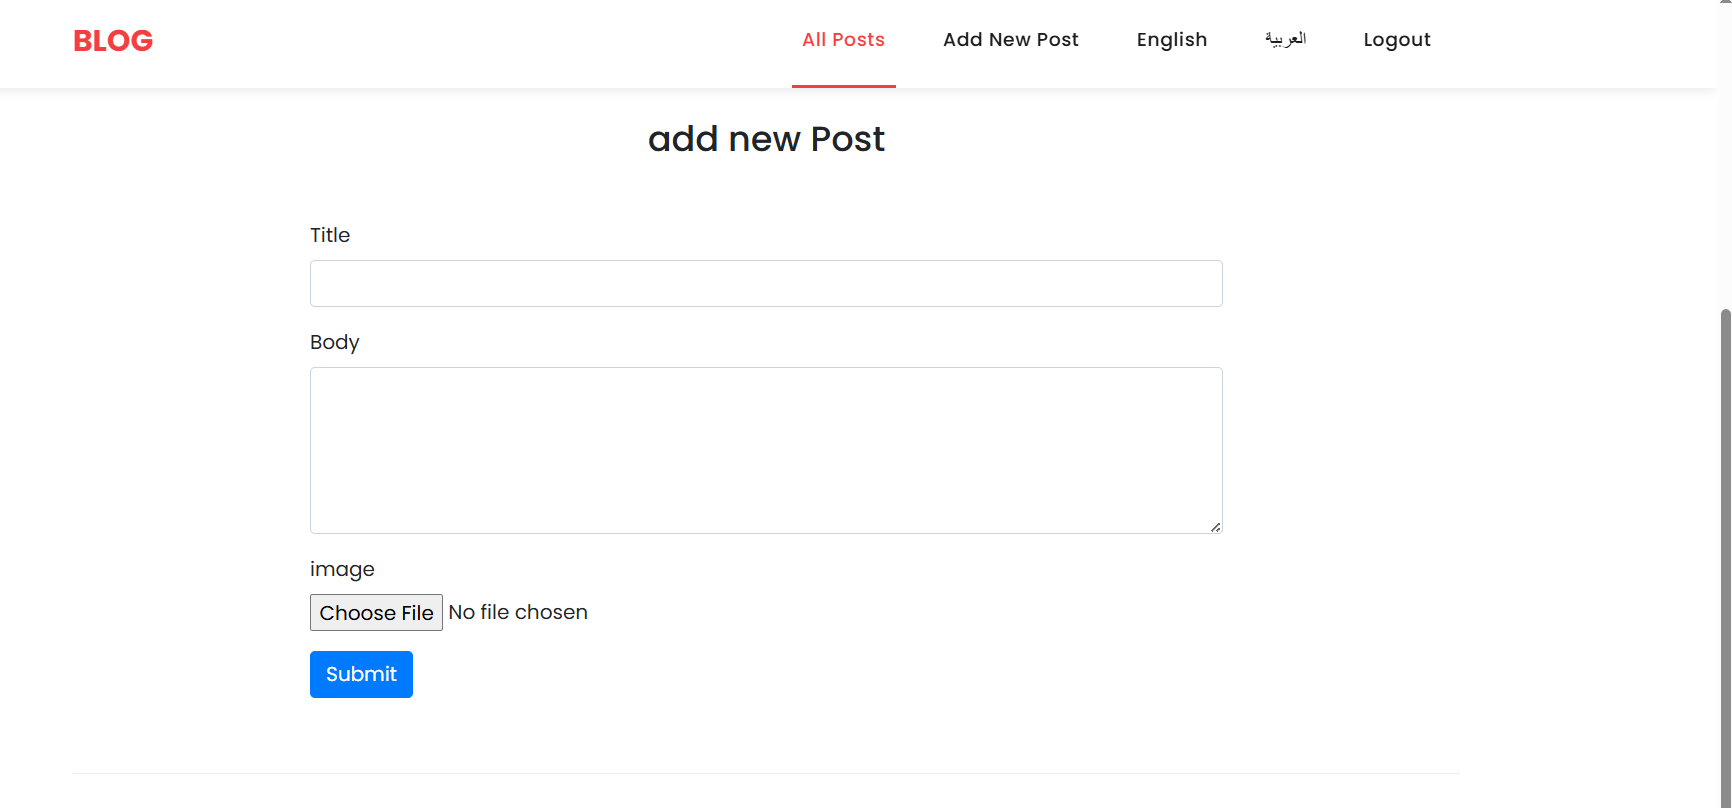 BLOG All Posts Add New Post English العربية Logout
add new Post
Title
Body
image
Choose File No file chosen
Submit